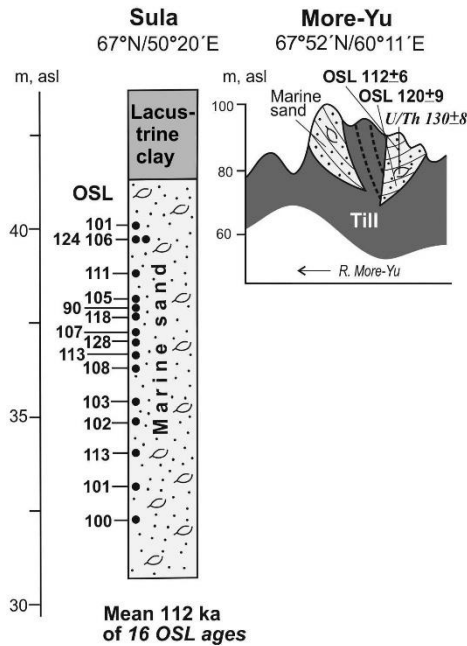 Sula
67°N/50°20´E
m, asl
Lacus-
trine
clay
OSL
40
35
30
101
124 106
111
105
90
118
107
128
113
108
103
102
113
101
100
Marine sand
Mean 112 ka
of 16 OSL ages
More-Yu
67°52´N/60°11´E
m, asl
OSL 112±6
OSL 120±9
U/Th 130±8
Marine
sand
100
80
60
Till
← R. More-Yu